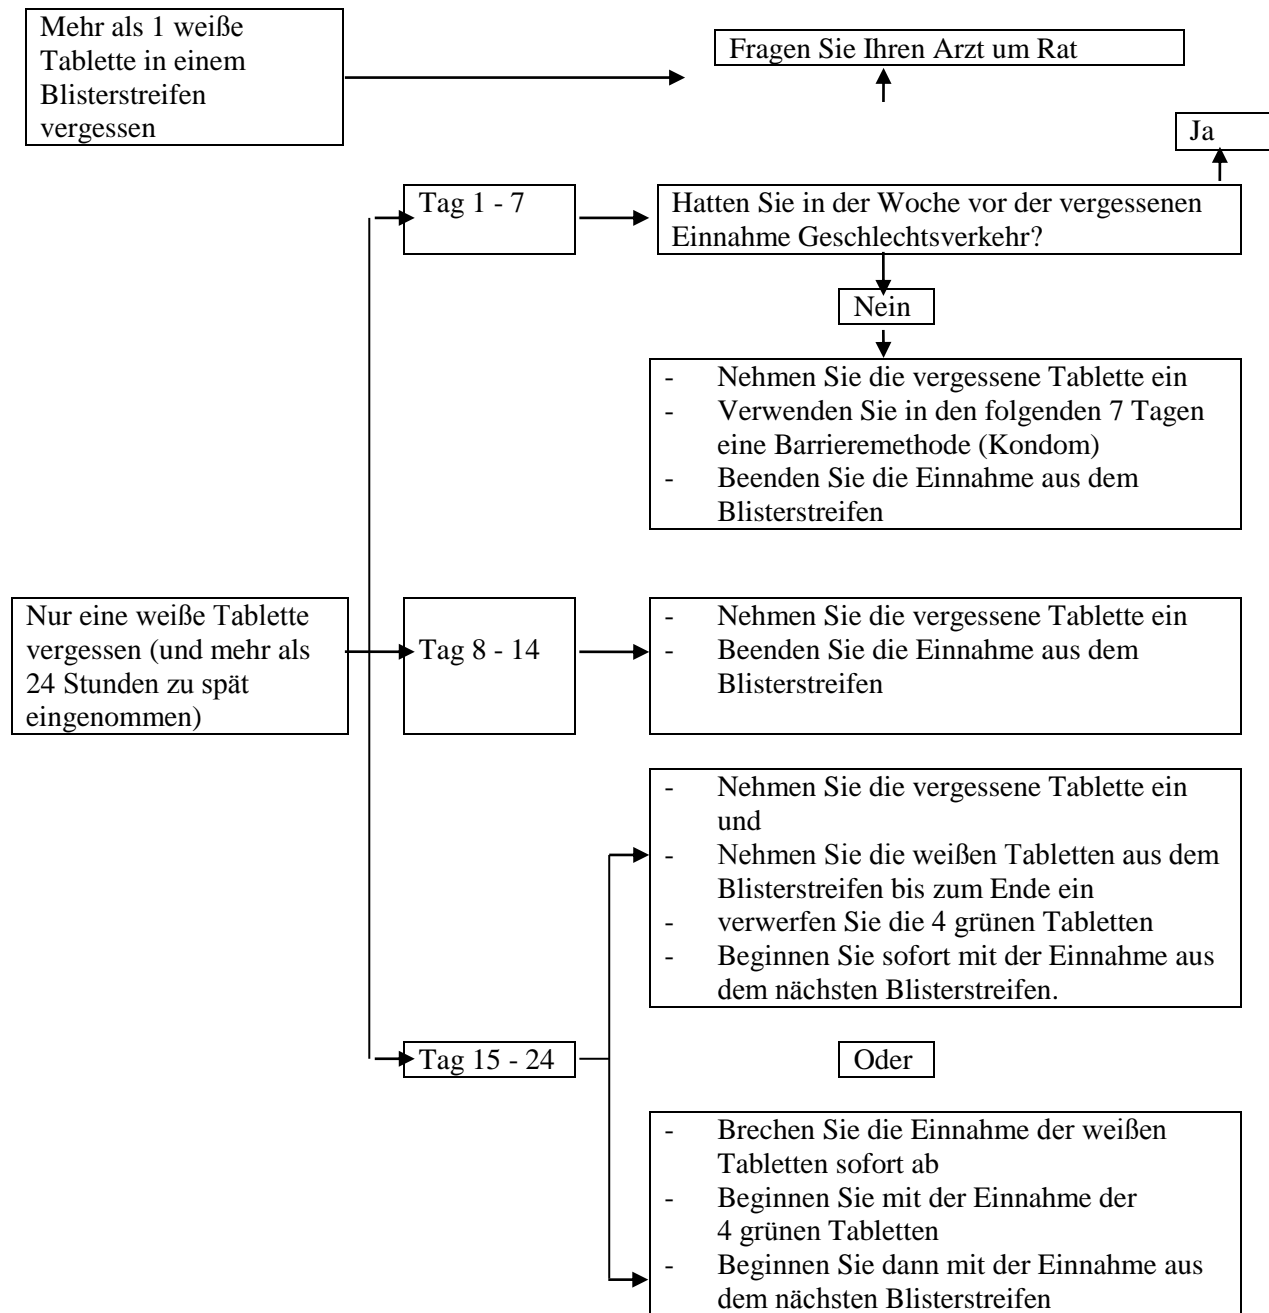 Mehr als 1 weiße
Tablette in einem
Blisterstreifen
vergessen
Fragen Sie Ihren Arzt um Rat
Ja
Tag 1 - 7
Hatten Sie in der Woche vor der vergessenen
Einnahme Geschlechtsverkehr?
Nein
- Nehmen Sie die vergessene Tablette ein
- Verwenden Sie in den folgenden 7 Tagen
eine Barrieremethode (Kondom)
- Beenden Sie die Einnahme aus dem
Blisterstreifen
Nur eine weiße Tablette
vergessen (und mehr als
24 Stunden zu spät
eingenommen)
Tag 8 - 14
- Nehmen Sie die vergessene Tablette ein
- Beenden Sie die Einnahme aus dem
Blisterstreifen
- Nehmen Sie die vergessene Tablette ein
und
- Nehmen Sie die weißen Tabletten aus dem
Blisterstreifen bis zum Ende ein
- verwerfen Sie die 4 grünen Tabletten
- Beginnen Sie sofort mit der Einnahme aus
dem nächsten Blisterstreifen.
Tag 15 - 24
Oder
- Brechen Sie die Einnahme der weißen
Tabletten sofort ab
- Beginnen Sie mit der Einnahme der
4 grünen Tabletten
- Beginnen Sie dann mit der Einnahme aus
dem nächsten Blisterstreifen